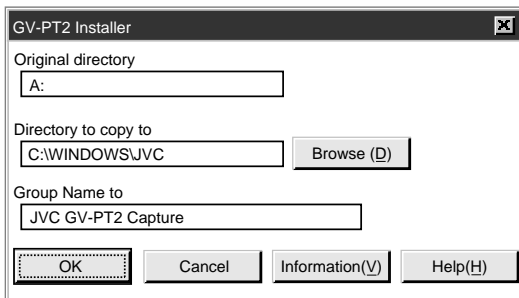 GV-PT2 Installer
Original directory
A:
Directory to copy to
C:\WINDOWS\JVC
Browse (D)
Group Name to
JVC GV-PT2 Capture
OK Cancel Information(V) Help(H)